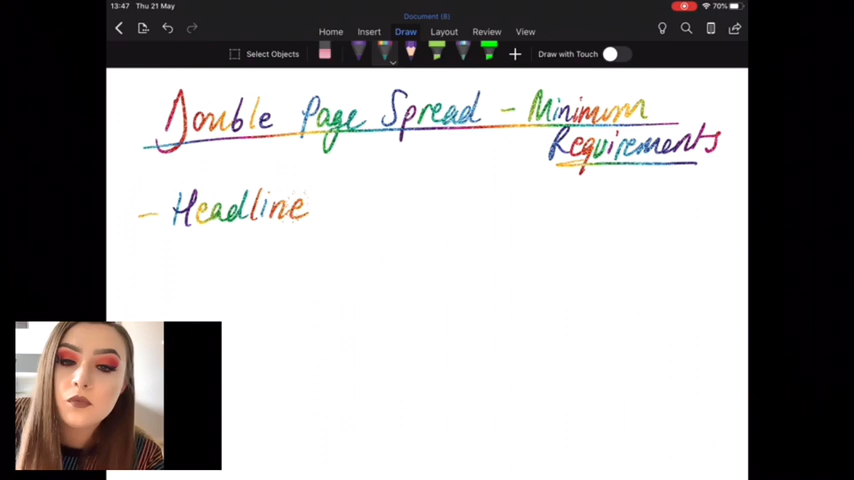 13:47 Thu 21 May
70%
Document (8)
Home Insert Draw Layout Review View
Select Objects
Draw with Touch
Double Page Spread - Minimum
Requirements
- Headline